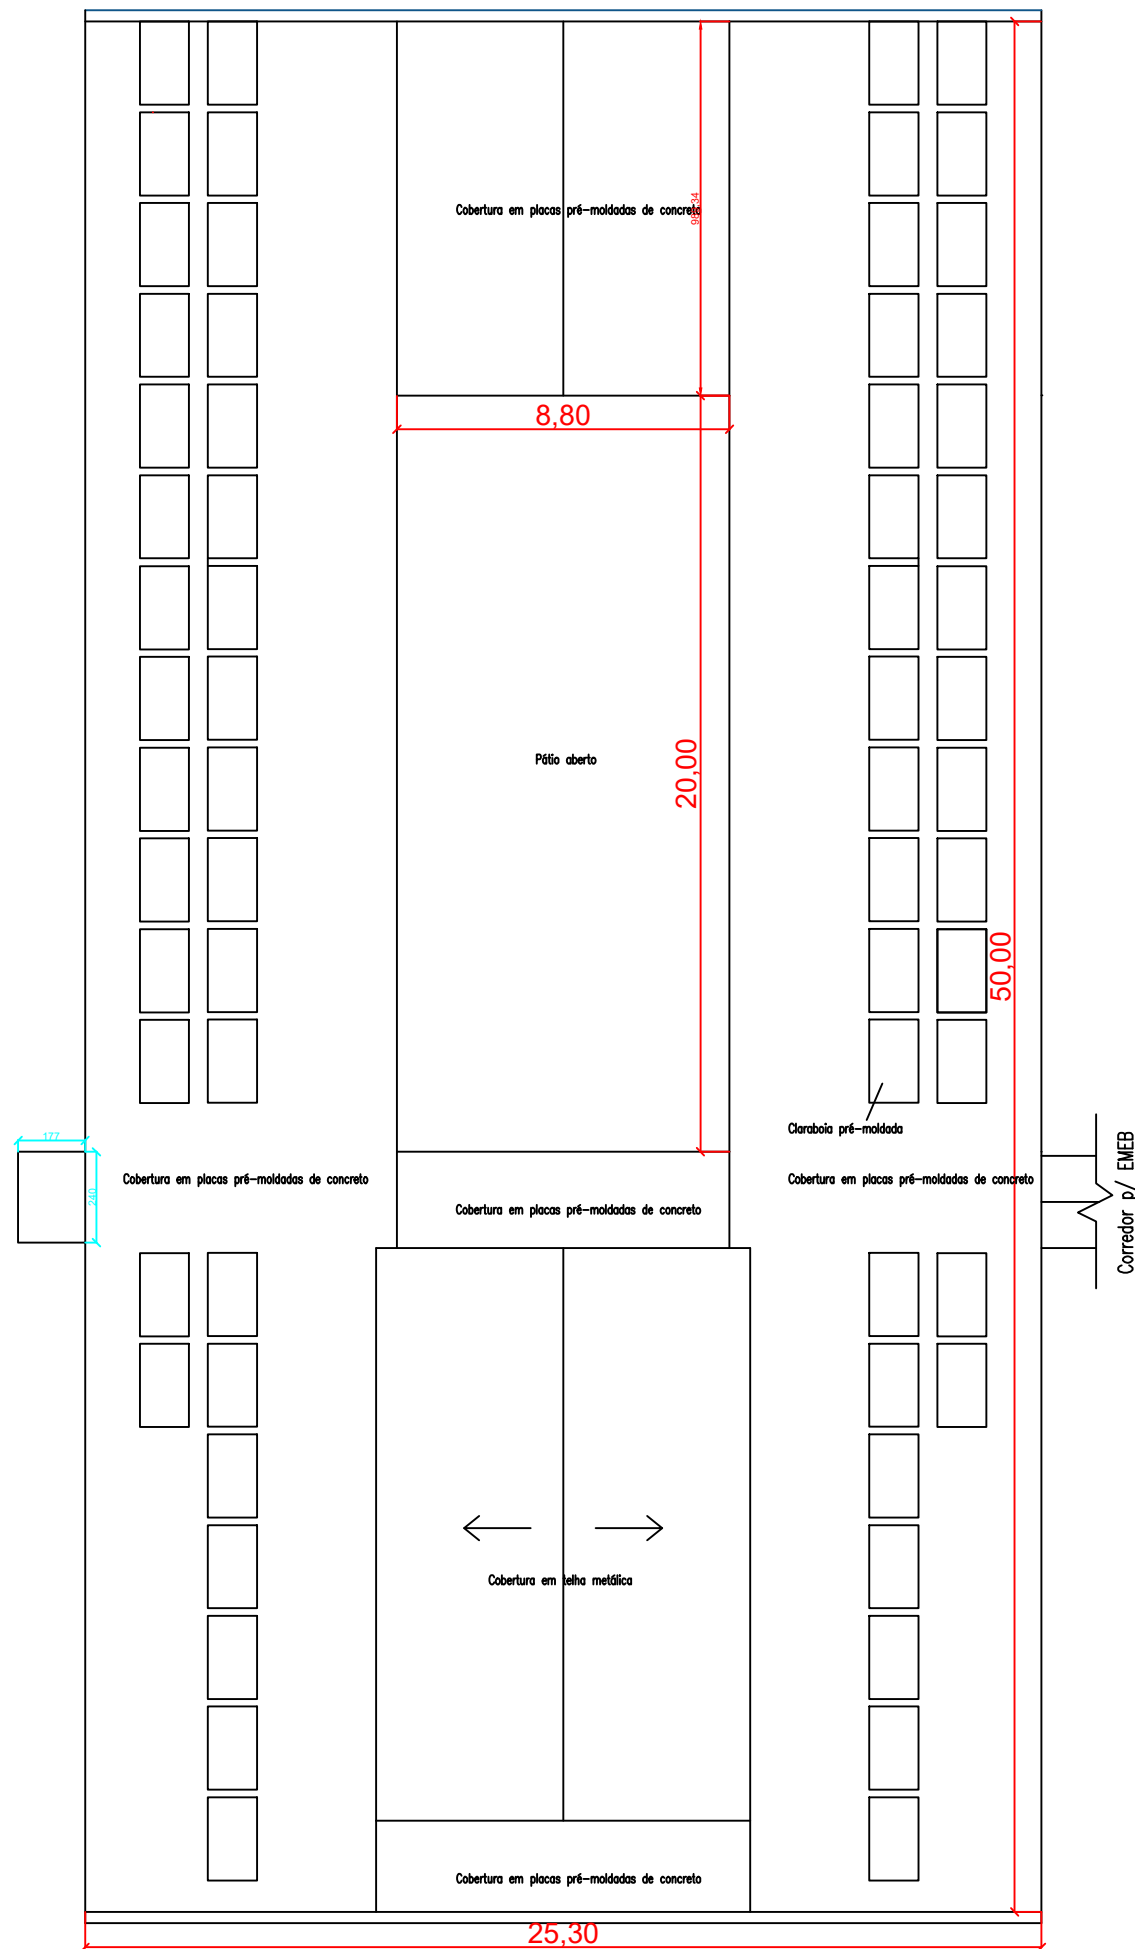 Cobertura em placas pré-moldadas de concreto
8,80
Pátio aberto
20,00
50,00
Claraboia pré-moldada
177
240
Cobertura em placas pré-moldadas de concreto
Cobertura em placas pré-moldadas de concreto
Cobertura em placas pré-moldadas de concreto
Corredor p/ EMEB
Cobertura em telha metálica
Cobertura em placas pré-moldadas de concreto
25,30